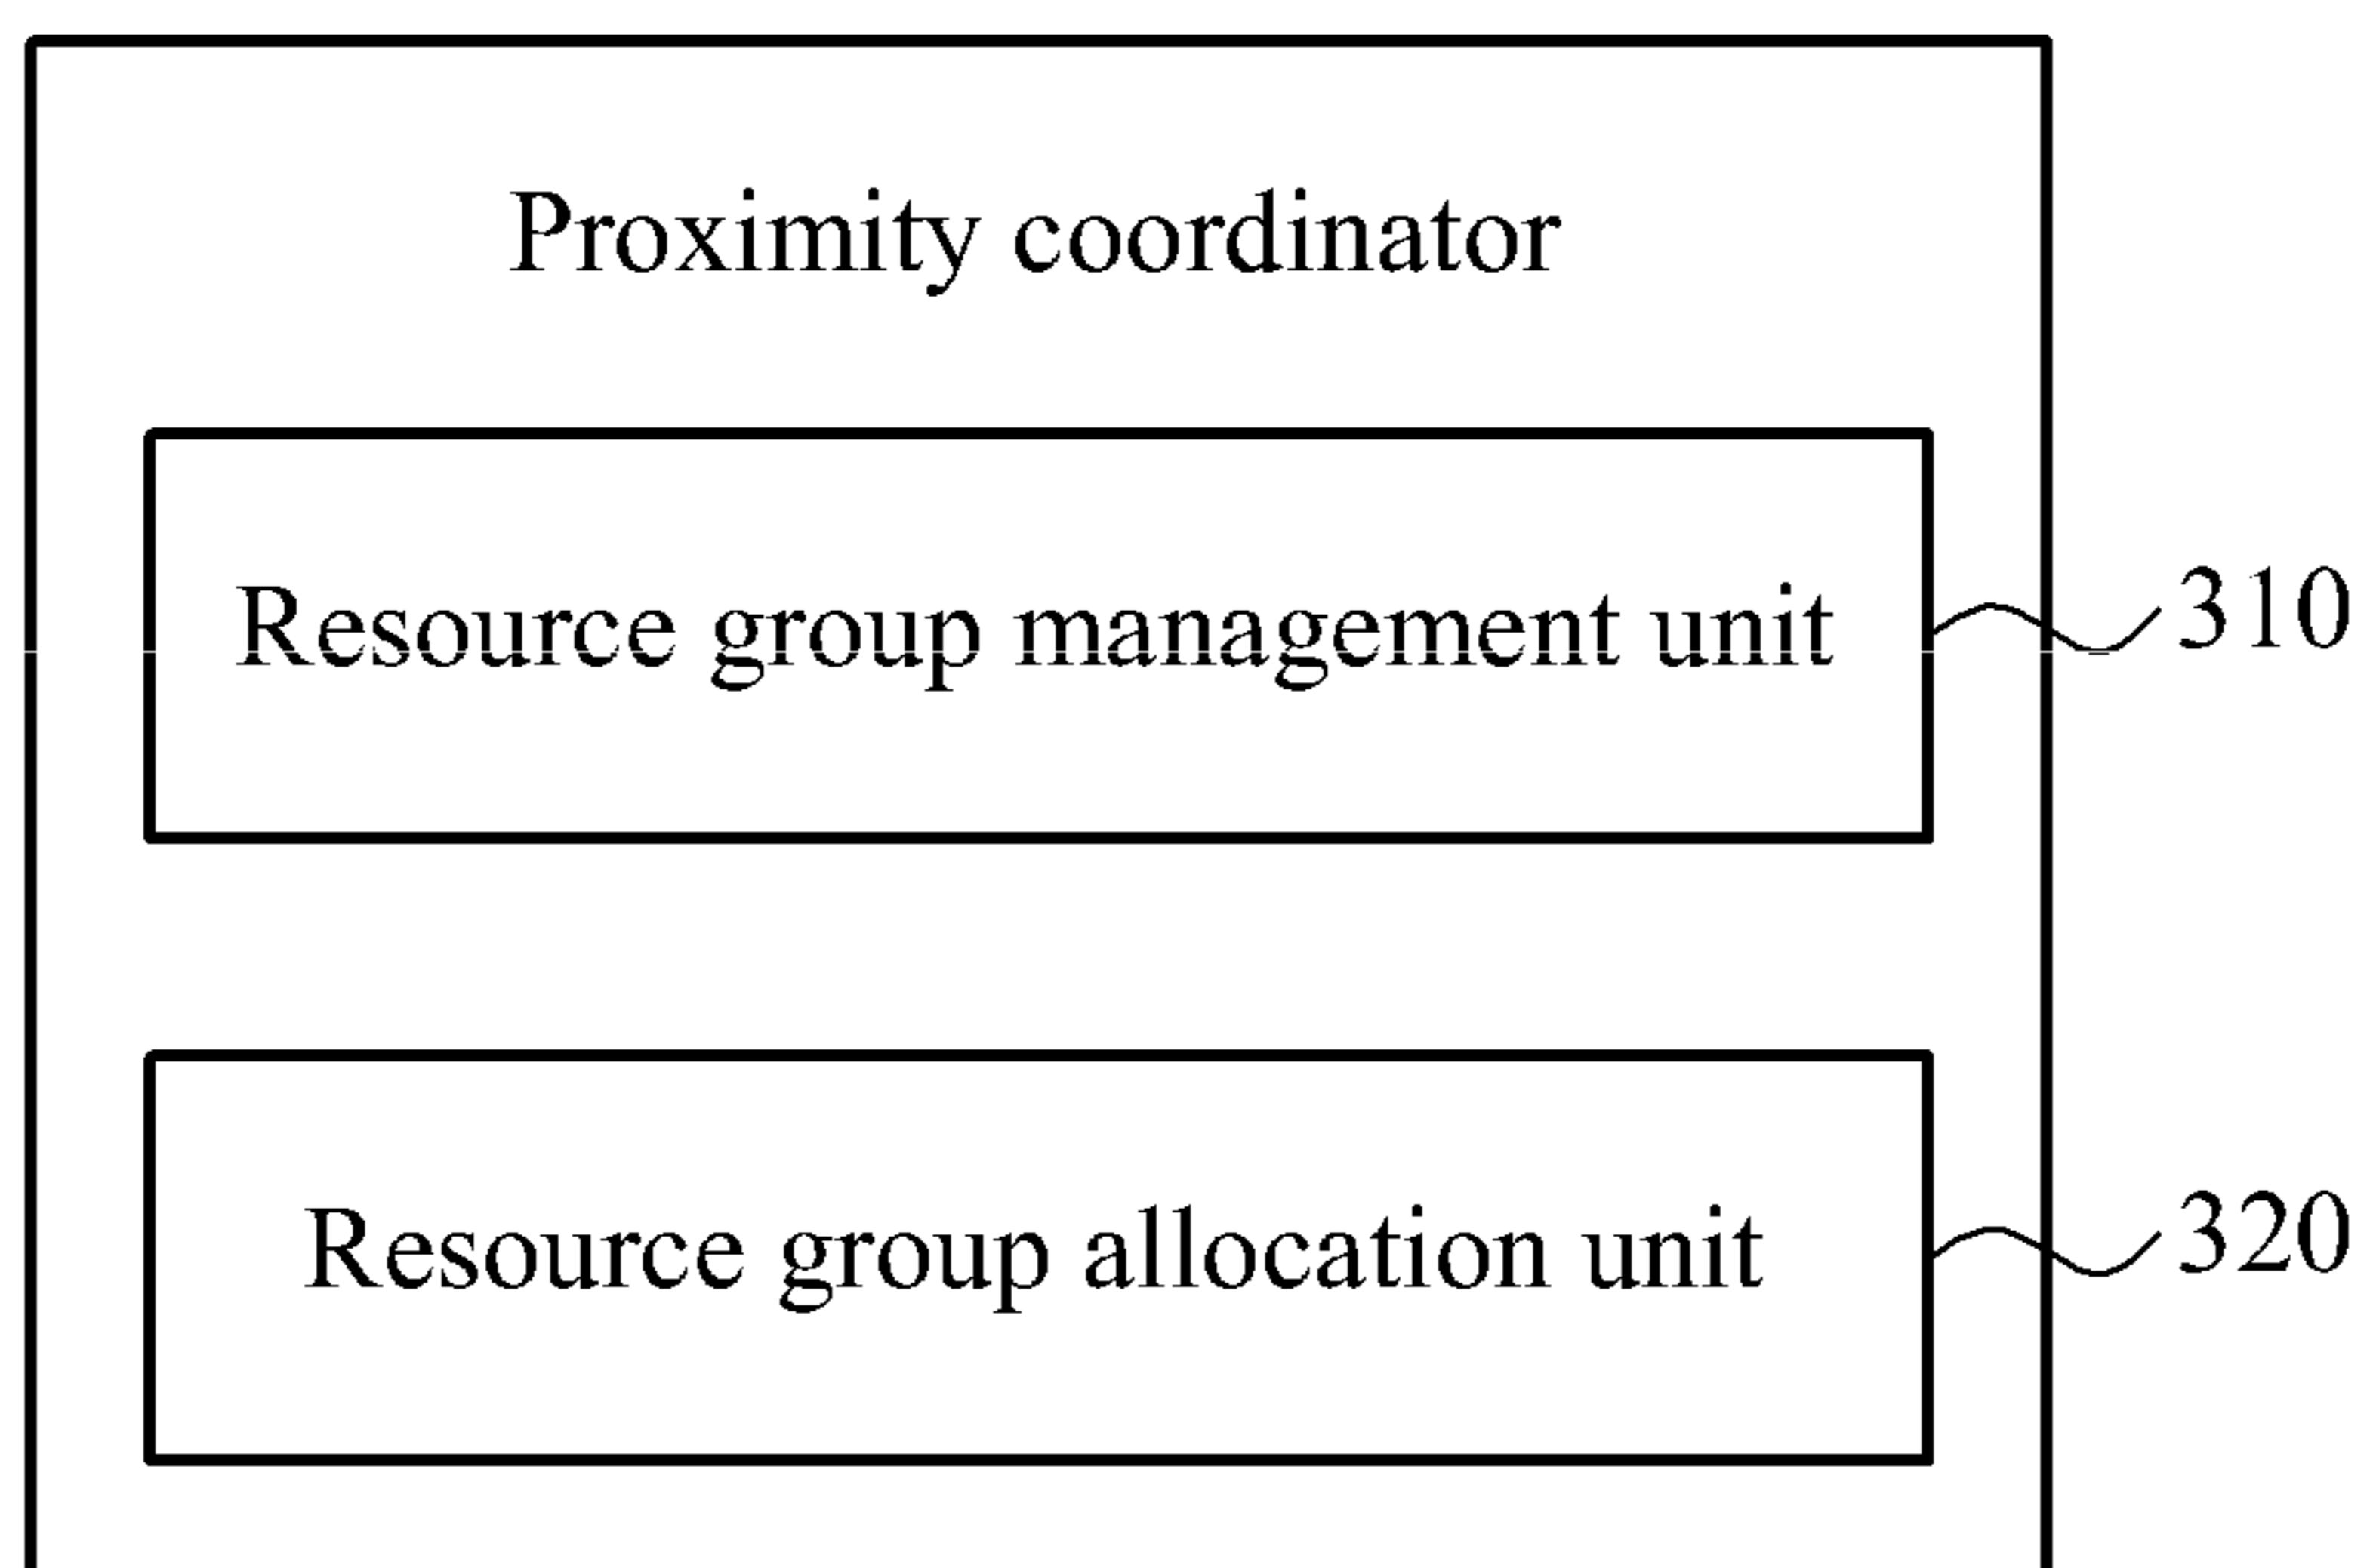 Proximity coordinator
Resource group management unit
310
Resource group allocation unit
320